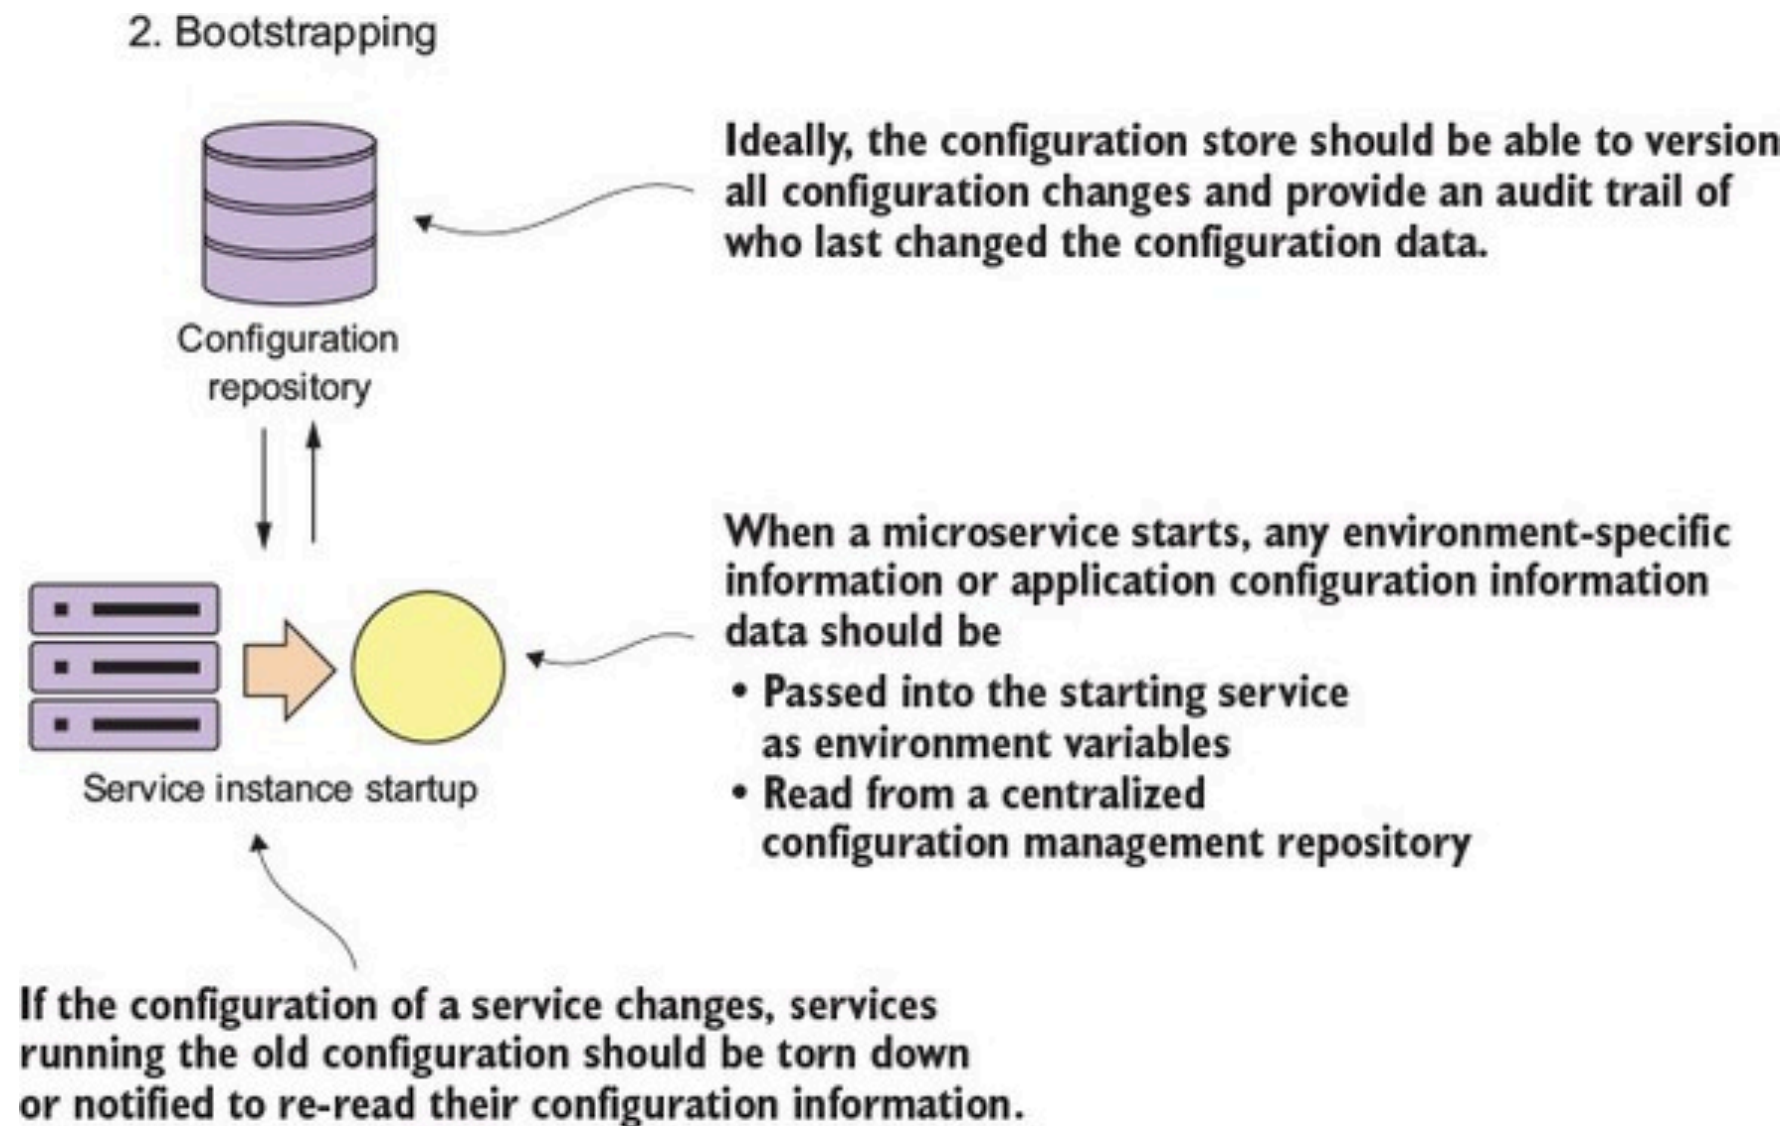 2. Bootstrapping
Ideally, the configuration store should be able to version
all configuration changes and provide an audit trail of
who last changed the configuration data.
Configuration
repository
When a microservice starts, any environment-specific
information or application configuration information
data should be
• Passed into the starting service
as environment variables
• Read from a centralized
configuration management repository
Service instance startup
If the configuration of a service changes, services
running the old configuration should be torn down
or notified to re-read their configuration information.